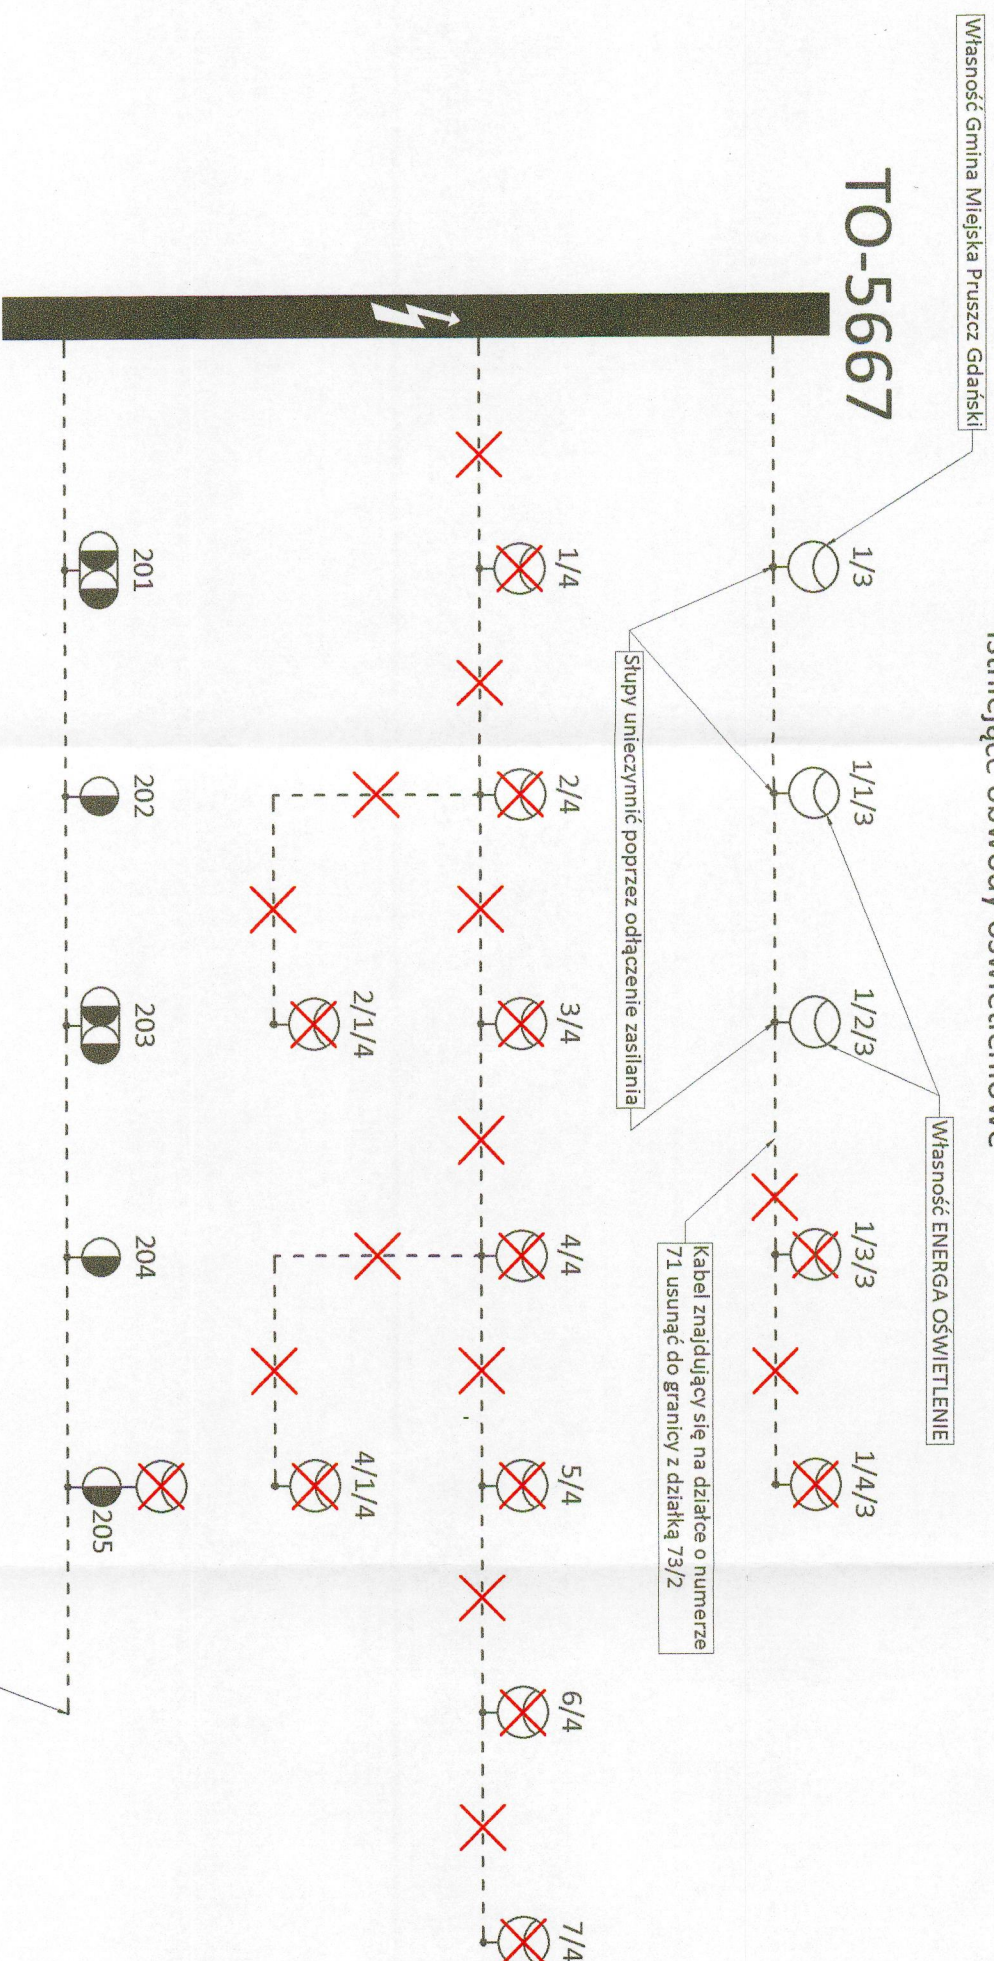 Istniejące obwody oświetleniowe
Własność Gmina Miejska Pruszcz Gdański
Własność ENERGA OŚWIETLENIE
TO-5667
1/3
1/1/3
1/2/3
1/3/3
1/4/3
Kabel znajdujący się na działce o numerze
71 usunąć do granicy z działką 73/2
Słupy unieczynnić poprzez odłączenie zasilania
1/4
2/4
3/4
4/4
5/4
6/4
7/4
2/1/4
4/1/4
201
202
203
204
205